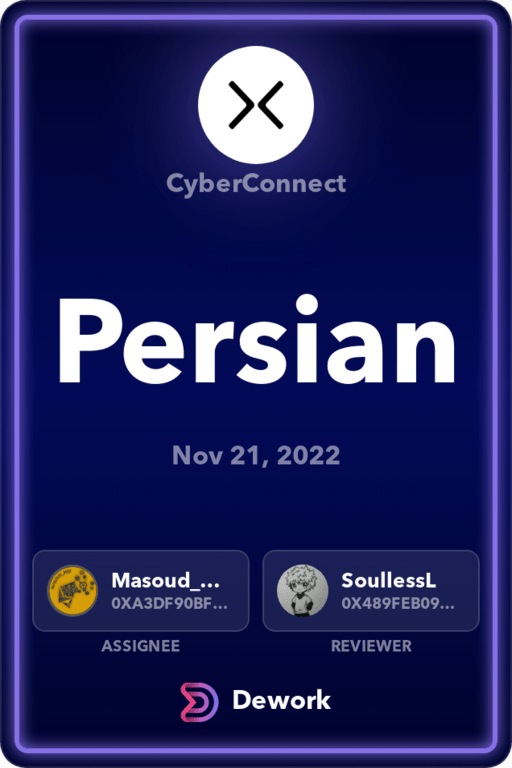 CyberConnect
Persian
Nov 21, 2022
Masoud_...
0XA3DF90BF...
ASSIGNEE
SoullessL
0X489FEB09...
REVIEWER
Dework